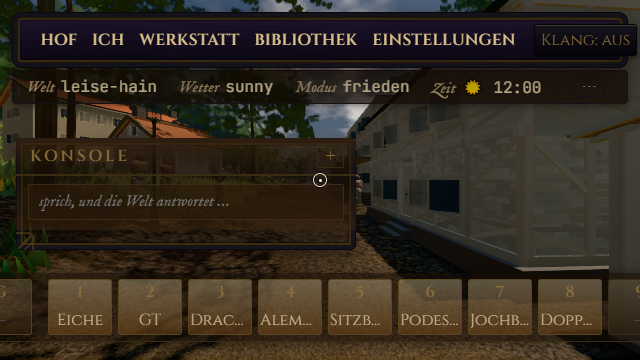 HOF ICH WERKSTATT BIBLIOTHEK EINSTELLUNGEN KLANG: AUS
Welt leise-hain Wetter sunny Modus frieden Zeit 12:00 ...
KONSOLE +
sprich, und die Welt antwortet ...
1 2 3 4 5 6 7 8
EICHE GT DRAC... ALEM... SITZB... PODES... JOCHB... DOPP...